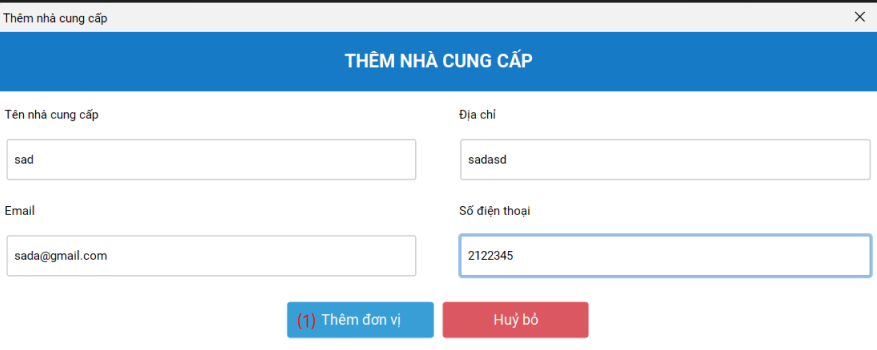 Thêm nhà cung cấp
THÊM NHÀ CUNG CẤP
Tên nhà cung cấp
Địa chỉ
sad
sadasd
Email
Số điện thoại
sada@gmail.com
2122345
(1) Thêm đơn vị
Huỷ bỏ